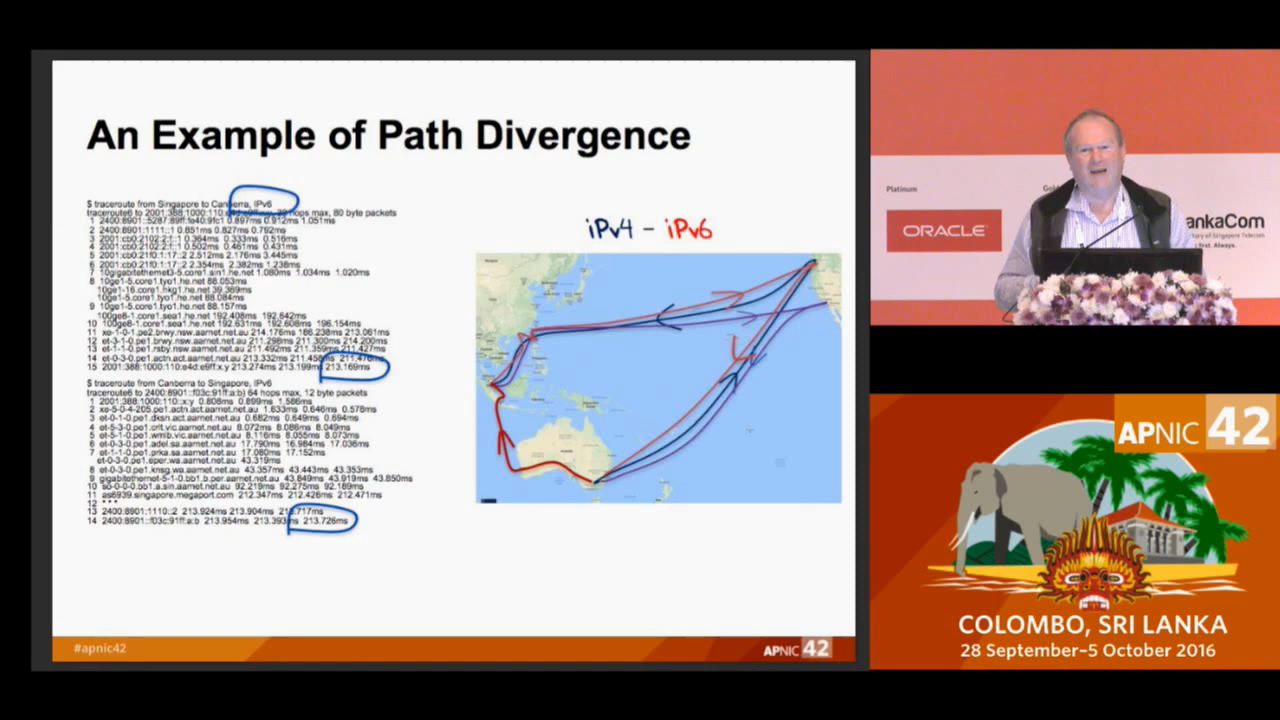 An Example of Path Divergence
$ traceroute from Singapore to Canberra, IPv6
traceroute6 to 2001:388:1000:110: 30 hops max, 80 byte packets
1 2400:8901::5287:89ff:fe40:9fc1 0.897ms 0.912ms 1.051ms
2 2400:8901:1111::1 0.851ms 0.827ms 0.782ms
3 2001:cb0:2102:2:f::1 0.364ms 0.333ms 0.516ms
4 2001:cb0:2102:2:f::1 0.502ms 0.461ms 0.431ms
5 2001:cb0:21f0:1:17::2 2.512ms 2.176ms 3.445ms
6 2001:cb0:21f0:1:17::2 2.354ms 2.382ms 1.238ms
7 10gigabitethernet3-5.core1.sin1.he.net 1.080ms 1.034ms 1.020ms
8 10ge1-5.core1.tyo1.he.net 88.053ms
10ge1-16.core1.hkg1.he.net 39.369ms
10ge1-5.core1.tyo1.he.net 88.084ms
9 10ge1-5.core1.tyo1.he.net 88.157ms
100ge8-1.core1.sea1.he.net 192.408ms 192.842ms
10 100ge8-1.core1.sea1.he.net 192.631ms 192.608ms 196.154ms
11 xe-1-0-1.pe2.brwy.nsw.aarnet.net.au 214.176ms 186.238ms 213.061ms
12 et-3-1-0.pe1.brwy.nsw.aarnet.net.au 211.298ms 211.300ms 214.200ms
13 et-1-1-0.pe1.rsby.nsw.aarnet.net.au 211.492ms 211.359ms 211.427ms
14 et-0-3-0.pe1.actn.act.aarnet.net.au 213.332ms 211.458ms 211.476ms
15 2001:388:1000:110:e4d:e9ff:x:y 213.274ms 213.199ms 213.169ms
$ traceroute from Canberra to Singapore, IPv6
traceroute6 to 2400:8901::f03c:91ff:a:b) 64 hops max, 12 byte packets
1 2001:388:1000:110::x:y 0.808ms 0.899ms 1.586ms
2 xe-5-0-4-205.pe1.actn.act.aarnet.net.au 1.633ms 0.646ms 0.578ms
3 et-0-1-0.pe1.dksn.act.aarnet.net.au 0.682ms 0.649ms 0.694ms
4 et-5-3-0.pe1.crlt.vic.aarnet.net.au 8.072ms 8.086ms 8.049ms
5 et-5-1-0.pe1.wmlb.vic.aarnet.net.au 8.116ms 8.055ms 8.073ms
6 et-0-3-0.pe1.adel.sa.aarnet.net.au 17.790ms 16.984ms 17.036ms
7 et-1-1-0.pe1.prka.sa.aarnet.net.au 17.080ms 17.152ms
et-0-3-0.pe1.eper.wa.aarnet.net.au 43.319ms
8 et-0-3-0.pe1.knsg.wa.aarnet.net.au 43.357ms 43.443ms 43.353ms
9 gigabitethernet-5-1-0.bb1.b.per.aarnet.net.au 43.849ms 43.919ms 43.850ms
10 so-0-0-0.bb1.a.sin.aarnet.net.au 92.219ms 92.275ms 92.189ms
11 as6939.singapore.megaport.com 212.347ms 212.426ms 212.471ms
12 * * *
13 2400:8901:1110::2 213.924ms 213.904ms 213.717ms
14 2400:8901::f03c:91ff:a:b 213.954ms 213.393ms 213.726ms
iPv4 – iPv6
#apnic42
APNIC 42
Platinum
ORACLE
ankaCom
First. Always.
APNIC 42
COLOMBO, SRI LANKA
28 September–5 October 2016